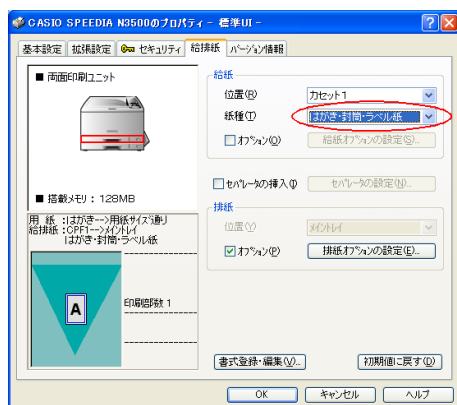 CASIO SPEEDIA N3500のプロパティ - 標準UI -
基本設定 拡張設定 セキュリティ 給排紙 バージョン情報
■ 両面印刷ユニット
■ 搭載メモリ：128MB
用 紙 ：はがき-->用紙サイズ通り
給排紙：CPF1-->メイントレイ
はがき・封筒・ラベル紙
A
印刷部数 1
給紙
位置(R) カセット1
紙種(T) はがき・封筒・ラベル紙
オプション(O) 給紙オプションの設定(S)...
セパレータの挿入(I) セパレータの設定(N)...
排紙
位置(Y) メイントレイ
オプション(P) 排紙オプションの設定(E)...
書式登録・編集(V)... 初期値に戻す(D)
OK キャンセル ヘルプ